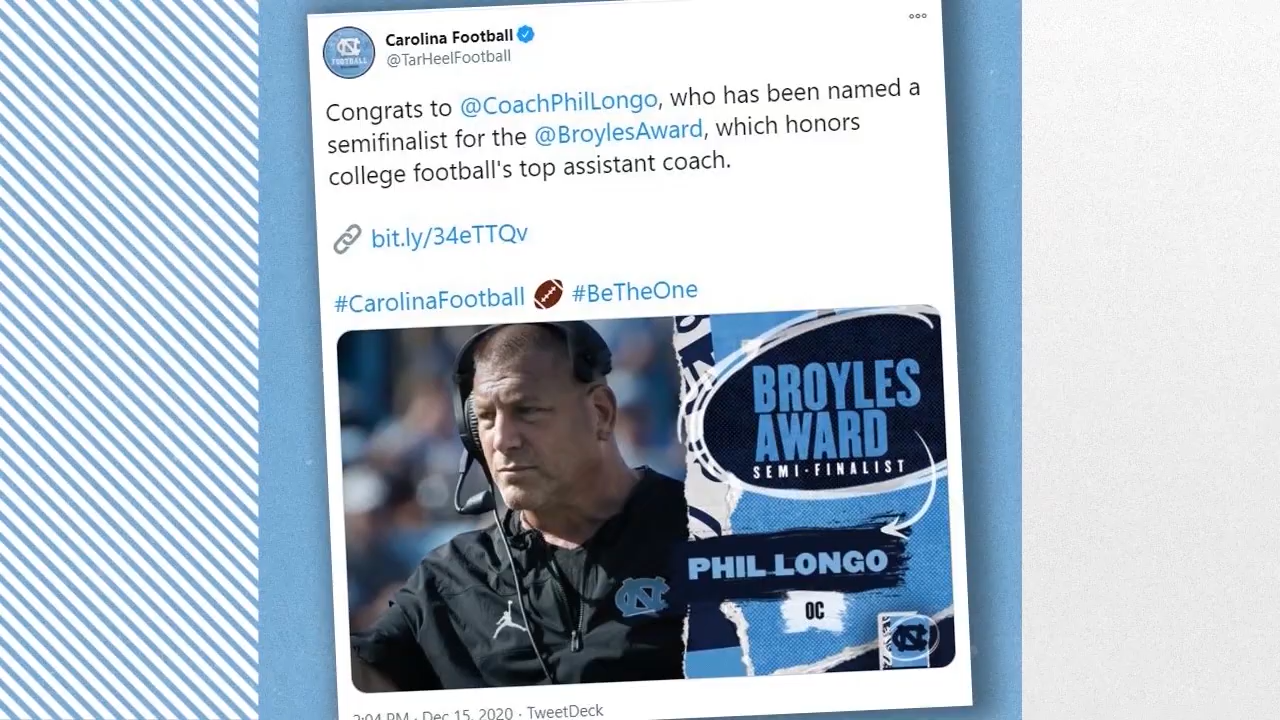 Carolina Football
@TarHeelFootball
Congrats to @CoachPhilLongo, who has been named a
semifinalist for the @BroylesAward, which honors
college football's top assistant coach.
bit.ly/34eTTQv
#CarolinaFootball 🏈 #BeTheOne
BROYLES
AWARD
SEMI-FINALIST
PHIL LONGO
OC
NC
2:04 PM · Dec 15, 2020 · TweetDeck